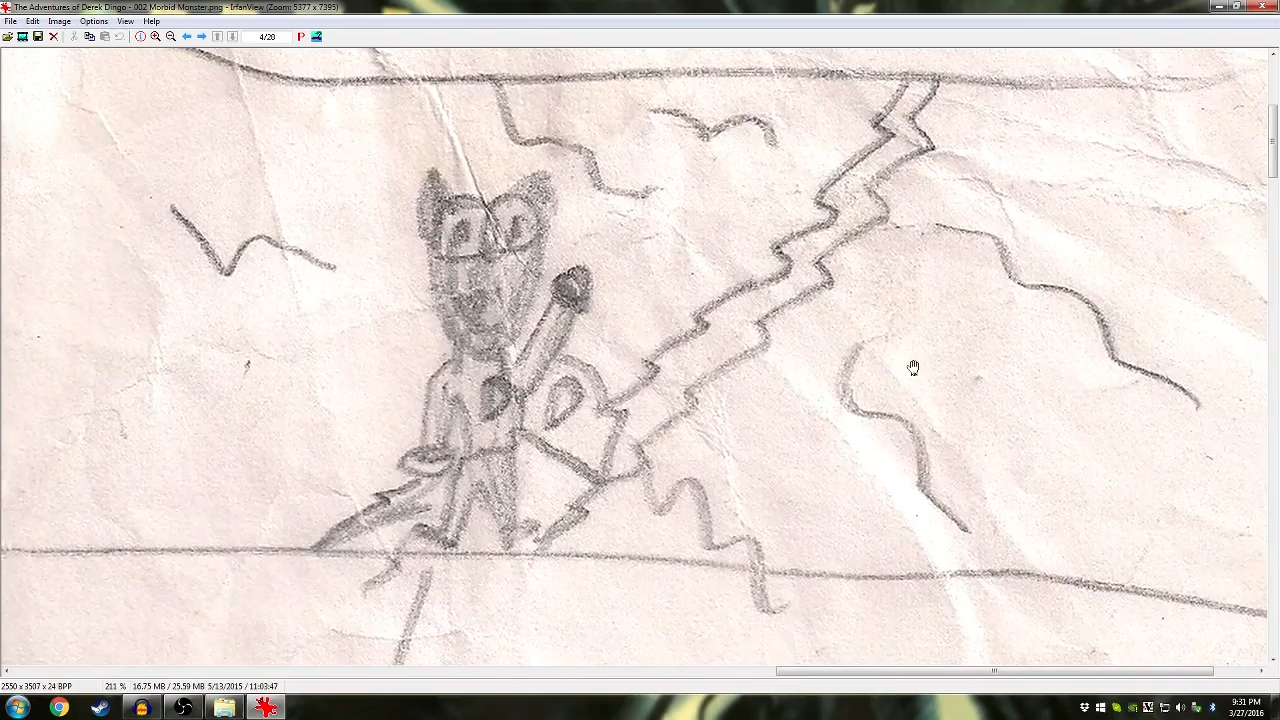 The Adventures of Derek Dingo - 002 Morbid Monster.png - IrfanView (Zoom: 5377 x 7395)
File Edit Image Options View Help
4/20
2550 x 3507 x 24 BPP 211 % 16.75 MB / 25.59 MB 5/13/2015 / 11:03:47
9:31 PM
3/27/2016